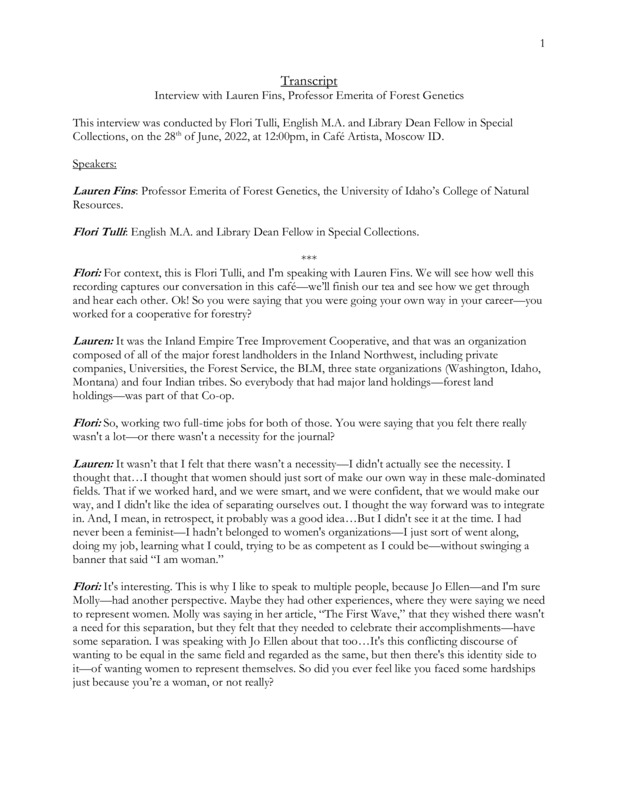 1
Transcript
Interview with Lauren Fins, Professor Emerita of Forest Genetics
This interview was conducted by Flori Tulli, English M.A. and Library Dean Fellow in Special
Collections, on the 28th of June, 2022, at 12:00pm, in Café Artista, Moscow ID.
Speakers:
Lauren Fins: Professor Emerita of Forest Genetics, the University of Idaho's College of Natural
Resources.
Flori Tulli: English M.A. and Library Dean Fellow in Special Collections.
***
Flori: For context, this is Flori Tulli, and I'm speaking with Lauren Fins. We will see how well this
recording captures our conversation in this café—we'll finish our tea and see how we get through
and hear each other. Ok! So you were saying that you were going your own way in your career—you
worked for a cooperative for forestry?
Lauren: It was the Inland Empire Tree Improvement Cooperative, and that was an organization
composed of all of the major forest landholders in the Inland Northwest, including private
companies, Universities, the Forest Service, the BLM, three state organizations (Washington, Idaho,
Montana) and four Indian tribes. So everybody that had major land holdings—forest land
holdings—was part of that Co-op.
Flori: So, working two full-time jobs for both of those. You were saying that you felt there really
wasn't a lot—or there wasn't a necessity for the journal?
Lauren: It wasn't that I felt that there wasn't a necessity—I didn't actually see the necessity. I
thought that…I thought that women should just sort of make our own way in these male-dominated
fields. That if we worked hard, and we were smart, and we were confident, that we would make our
way, and I didn't like the idea of separating ourselves out. I thought the way forward was to integrate
in. And, I mean, in retrospect, it probably was a good idea…But I didn't see it at the time. I had
never been a feminist—I hadn't belonged to women's organizations—I just sort of went along,
doing my job, learning what I could, trying to be as competent as I could be—without swinging a
banner that said “I am woman.”
Flori: It's interesting. This is why I like to speak to multiple people, because Jo Ellen—and I'm sure
Molly—had another perspective. Maybe they had other experiences, where they were saying we need
to represent women. Molly was saying in her article, “The First Wave,” that they wished there wasn't
a need for this separation, but they felt that they needed to celebrate their accomplishments—have
some separation. I was speaking with Jo Ellen about that too…It's this conflicting discourse of
wanting to be equal in the same field and regarded as the same, but then there's this identity side to
it—of wanting women to represent themselves. So did you ever feel like you faced some hardships
just because you're a woman, or not really?